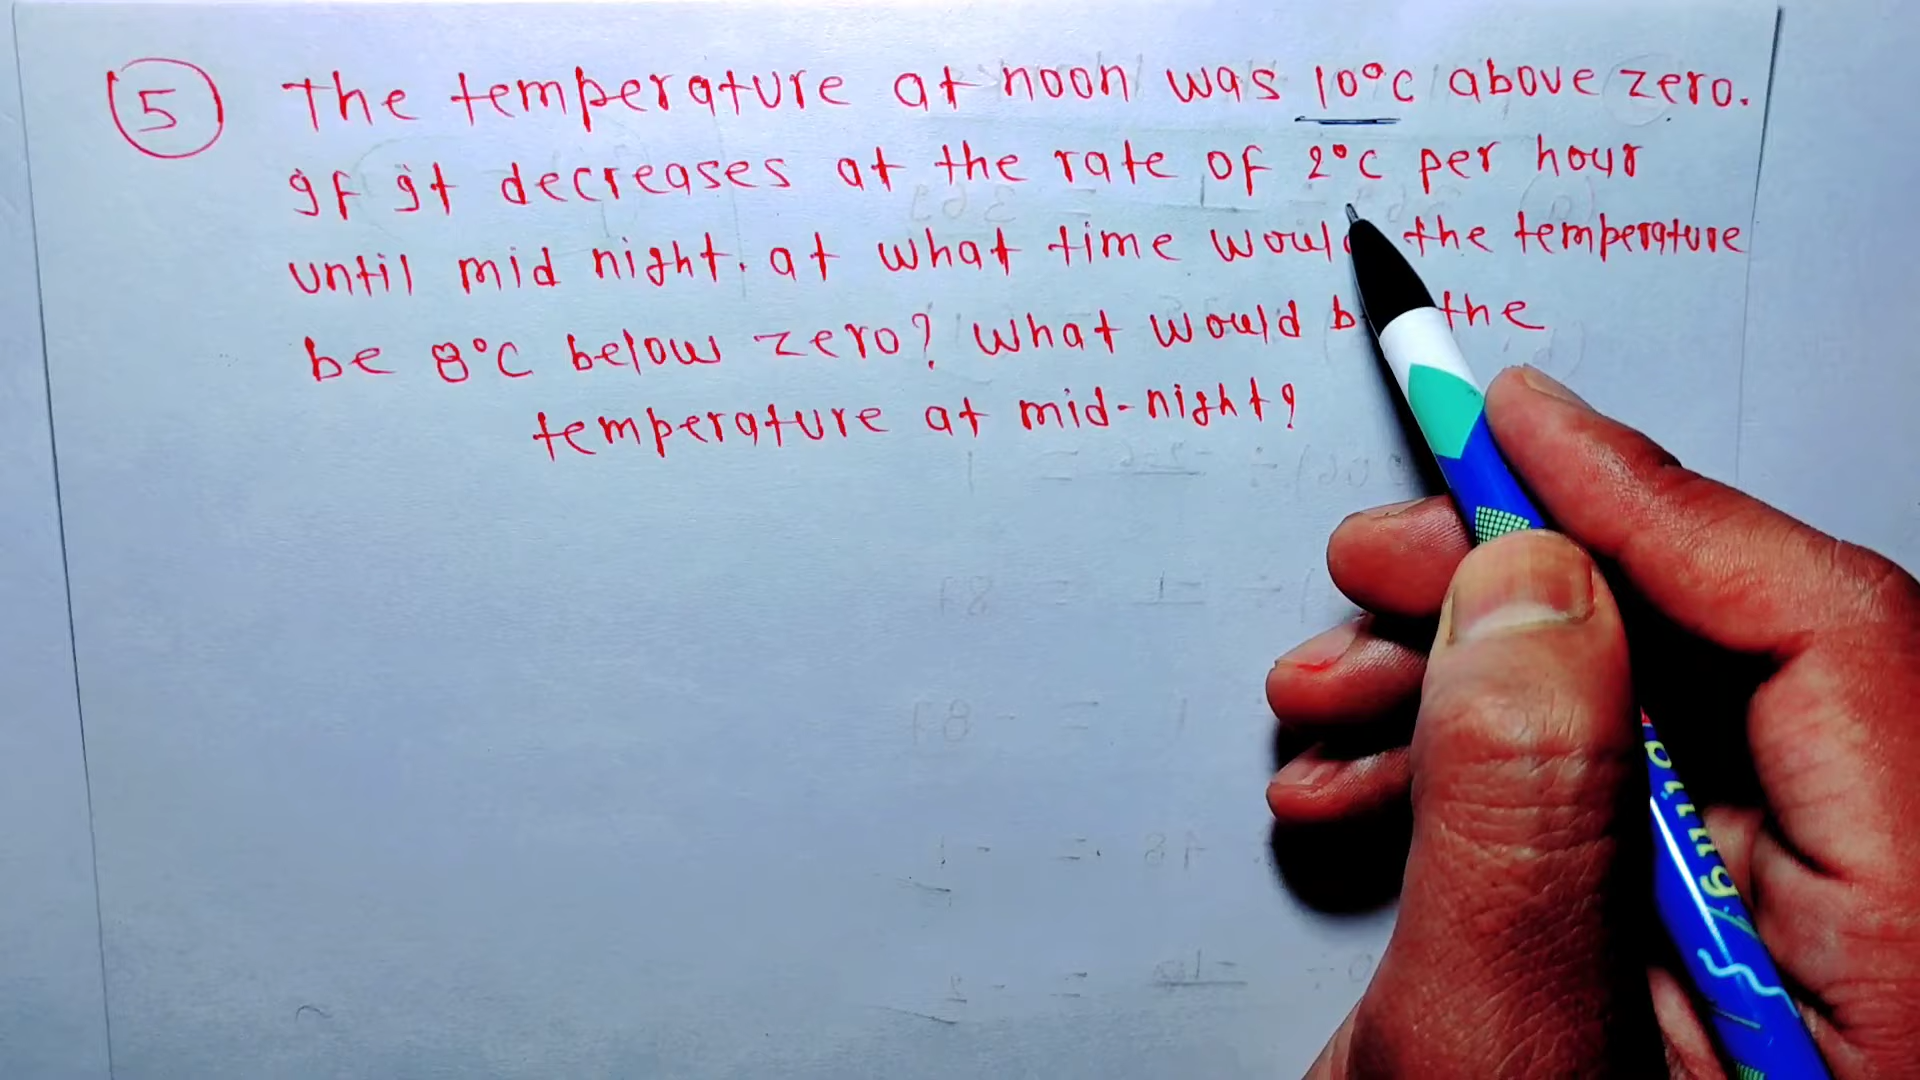 5 The temperature at noon was 10°C above zero.
If it decreases at the rate of 2°C per hour
until mid night. at what time would the temperature
be 8°C below zero? What would be the
temperature at mid-night?